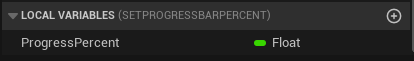 LOCAL VARIABLES (SETPROGRESSBARPERCENT)
ProgressPercent Float